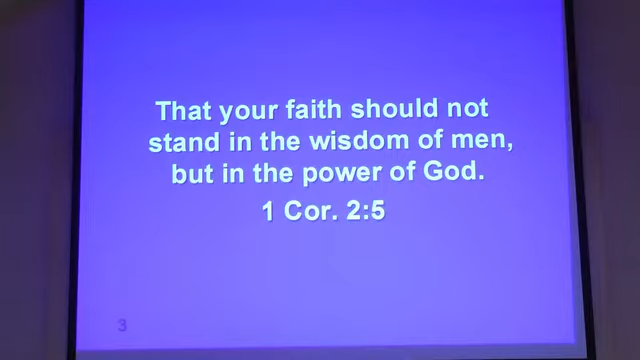 That your faith should not
stand in the wisdom of men,
but in the power of God.
1 Cor. 2:5
3